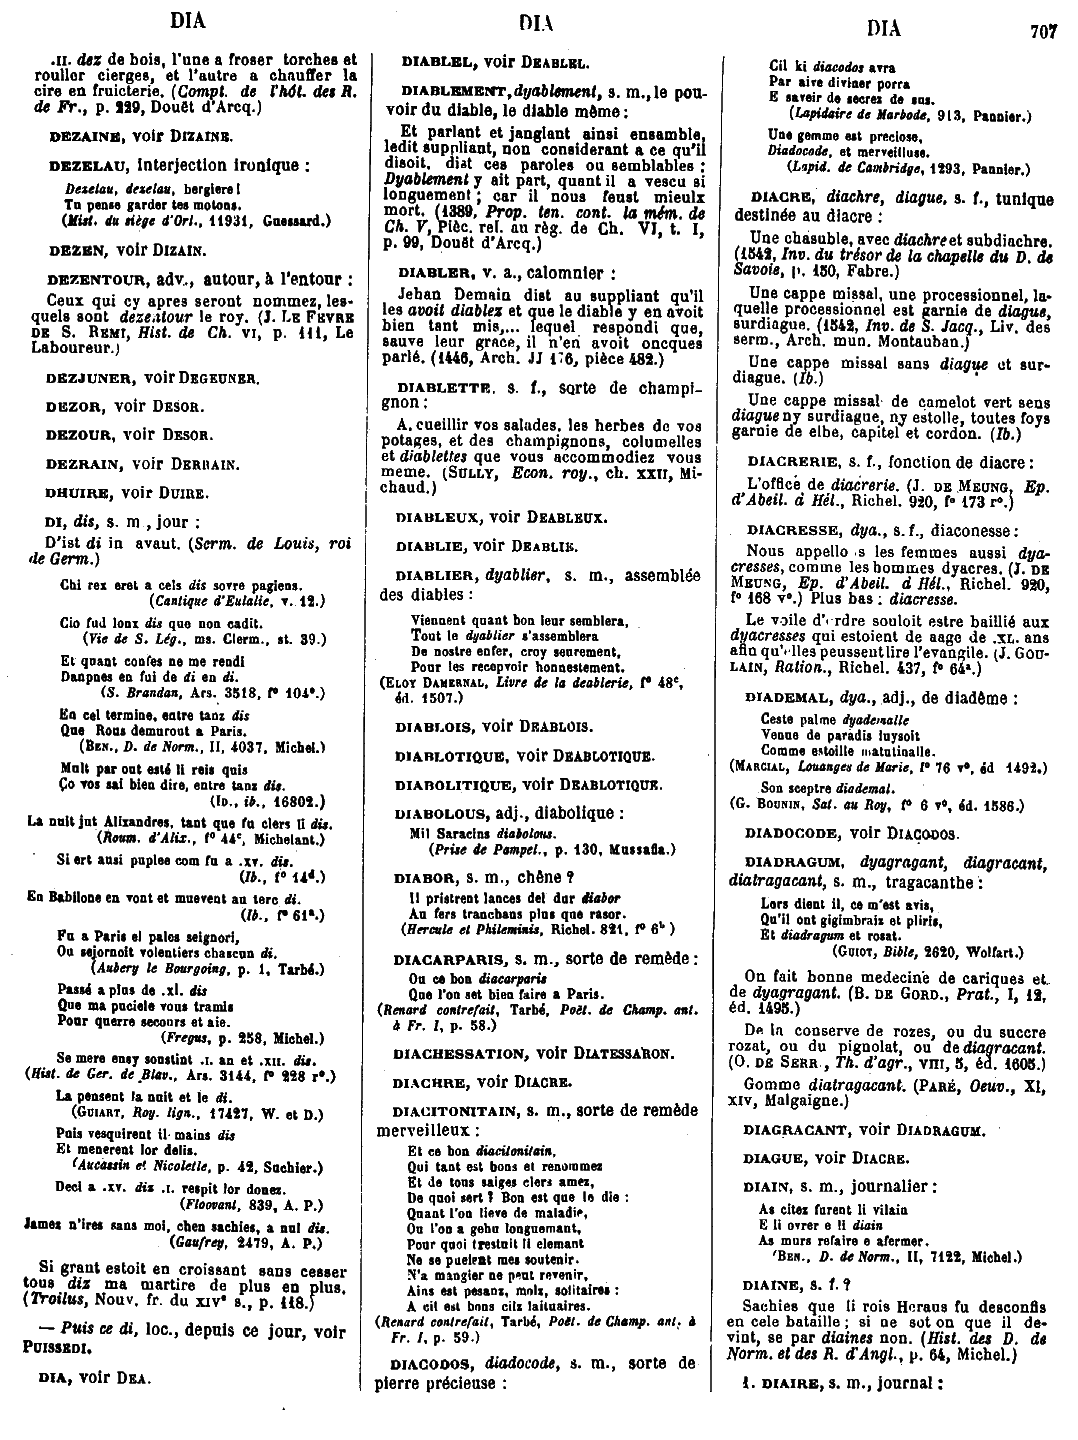 DIA
DIA
DIA
707
.II. dez de bois, l'une a froser torches et
roullor cierges, et l'autre a chauffer la
cire en fruicterie. (Compt. de l'hôt. des R.
de Fr., p. 229, Douët d'Arcq.)
DEZAINE, voir DIZAINE.
DEZELAU, interjection ironique :
Dezelau, dezelau, bergiere !
Tu pense garder tes motons.
(Mist. du siège d'Orl., 11931, Guessard.)
DEZEN, voir DIZAIN.
DEZENTOUR, adv., autour, à l'entour :
Ceux qui cy apres seront nommez, les-
quels sont dezentour le roy. (J. LE FEVRE
DE S. REMI, Hist. de Ch. VI, p. 111, Le
Laboureur.)
DEZJUNER, voir DEGEUNER.
DEZOR, voir DESOR.
DEZOUR, voir DESOR.
DEZRAIN, voir DERRAIN.
DHUIRE, voir DUIRE.
DI, dis, s. m , jour :
D'ist di in avaut. (Serm. de Louis, roi
de Germ.)
Chi rex eret a cels dis sovre pagiens.
(Cantique d'Eulalie, v. 12.)
Cio fud lonx dis que non cadit.
(Vie de S. Lég., ms. Clerm., st. 39.)
Et quant confes ne me rendi
Danpnes en fui de di en di.
(S. Brandan, Ars. 3518, f° 104ᵉ.)
En cel termine, entre tanz dis
Que Rous demurout a Paris.
(BEN., D. de Norm., II, 4037, Michel.)
Mult par out esté li reis quis
Ço vos sai bien dire, entre tanz dis.
(ID., ib., 16802.)
La nuit jut Alixandres, tant que fu clers li dis.
(Roum. d'Alix., f° 44ᶜ, Michelant.)
Si ert ausi puplee com fu a .xv. dis.
(Ib., f° 14ᵈ.)
En Babilone en vont et muevent au terc di.
(Ib., f° 61ᵃ.)
Fu a Paris el palos seignori,
Ou sejornoit volentiers chascun di.
(Aubery le Bourgoing, p. 1, Tarbé.)
Passé a plus de .xl. dis
Que ma puciele vous tramis
Pour querre secours et aie.
(Fregus, p. 258, Michel.)
Se mere ensy soustint .I. an et .XII. dis.
(Hist. de Ger. de Blav., Ars. 3144, f° 228 r°.)
La pensent la nuit et le di.
(GUIART, Roy. lign., 17427, W. et D.)
Puis vesquirent il mains dis
Et menerent lor delis.
(Aucassin et Nicolette, p. 42, Suchier.)
Deci a .xv. dis .I. respit lor donez.
(Floovant, 839, A. P.)
James n'ires sans moi, chen sachies, a nul dis.
(Gaufrey, 2479, A. P.)
Si grant estoit en croissant sans cesser
tous diz ma martire de plus en plus.
(Troilus, Nouv. fr. du XIVᵉ s., p. 118.)
— Puis ce di, loc., depuis ce jour, voir
PUISSEDI.
DIA, voir DEA.
DIABLEL, voir DEABLEL.
DIABLEMENT, dyablement, s. m., le pou-
voir du diable, le diable même :
Et parlant et janglant ainsi ensamble,
ledit suppliant, non considerant a ce qu'il
disoit, dist ces paroles ou semblables :
Dyablement y ait part, quant il a vescu si
longuement ; car il nous feust mieulx
mort. (1389, Prop. ten. cont. la mém. de
Ch. V, Pièc. rel. au règ. de Ch. VI, t. I,
p. 99, Douët d'Arcq.)
DIABLER, v. a., calomnier :
Jehan Demain dist au suppliant qu'il
les avoit diablez et que le diable y en avoit
bien tant mis,... lequel respondi que,
sauve leur grace, il n'en avoit oncques
parlé. (1446, Arch. JJ 176, pièce 482.)
DIABLETTE, s. f., sorte de champi-
gnon :
A. cueillir vos salades, les herbes de vos
potages, et des champignons, columelles
et diablettes que vous accommodiez vous
meme. (SULLY, Econ. roy., ch. XXII, Mi-
chaud.)
DIABLEUX, voir DEABLEUX.
DIABLIE, voir DEABLIE.
DIABLIER, dyablier, s. m., assemblée
des diables :
Viennent quant bon leur semblera,
Tout le dyablier s'assemblera
De nostre enfer, croy seurement,
Pour les recepvoir honnestement.
(ELOY DAMERNAL, Livre de la deablerie, f° 48ᶜ,
éd. 1507.)
DIABLOIS, voir DEABLOIS.
DIABLOTIQUE, voir DEABLOTIQUE.
DIABOLITIQUE, voir DEABLOTIQUE.
DIABOLOUS, adj., diabolique :
Mil Saracins diabolous.
(Prise de Pampel., p. 130, Mussafia.)
DIABOR, s. m., chêne ?
Il pristrent lances del dur diabor
Au fers tranchans plus que rasor.
(Hercule et Phileminis, Richel. 821, f° 6ᵇ )
DIACARPARIS, s. m., sorte de remède :
Ou ce bon diacarparis
Que l'on set bien faire a Paris.
(Renard contrefait, Tarbé, Poët. de Champ. ant.
à Fr. I, p. 58.)
DIACHESSATION, voir DIATESSARON.
DIACHRE, voir DIACRE.
DIACITONITAIN, s. m., sorte de remède
merveilleux :
Et ce bon diacitonitain,
Qui tant est bons et renommez
Et de tous saiges clers amez,
De quoi sert ? Bon est que le die :
Quant l'on lieve de maladie,
Ou l'on a gehu longuemant,
Pour quoi trestuit li elemant
Ne se pueient mes soutenir.
N'a mangier ne peut revenir,
Ains est pesanz, molz, solitaires :
A cil est bons cilz laituaires.
(Renard contrefait, Tarbé, Poët. de Champ. ant. à
Fr. I, p. 59.)
DIACODOS, diadocode, s. m., sorte de
pierre précieuse :
Cil ki diacodos avra
Par aive diviner porra
E saveir de secrez de sus.
(Lapidaire de Marbode, 913, Pannier.)
Une gemme est preciose,
Diadocode, et merveilluse.
(Lapid. de Cambridge, 1293, Pannier.)
DIACRE, diachre, diague, s. f., tunique
destinée au diacre :
Une chasuble, avec diachre et subdiachre.
(1542, Inv. du trésor de la chapelle du D. de
Savoie, p. 150, Fabre.)
Une cappe missal, une processionnel, la-
quelle processionnel est garnie de diague,
surdiague. (1542, Inv. de S. Jacq., Liv. des
serm., Arch. mun. Montauban.)
Une cappe missal sans diague et sur-
diague. (Ib.)
Une cappe missal de camelot vert sens
diague ny surdiague, ny estolle, toutes foys
garnie de elbe, capitel et cordon. (Ib.)
DIACRERIE, s. f., fonction de diacre :
L'office de diacrerie. (J. DE MEUNG, Ep.
d'Abeil. à Hél., Richel. 920, f° 173 r°.)
DIACRESSE, dya., s. f., diaconesse :
Nous appello s les femmes aussi dya-
cresses, comme les hommes dyacres. (J. DE
MEUNG, Ep. d'Abeil. à Hél., Richel. 920,
f° 168 v°.) Plus bas : diacresse.
Le voile d'ordre souloit estre baillié aux
dyacresses qui estoient de aage de .XL. ans
afin qu'elles peussent lire l'evangile. (J. GOU-
LAIN, Ration., Richel. 437, f° 64ᵃ.)
DIADEMAL, dya., adj., de diadême :
Ceste palme dyademalle
Venue de paradis luysoit
Comme estoille matutinalle.
(MARCIAL, Louanges de Marie, f° 76 v°, éd 1492.)
Son sceptre diademal.
(G. BOUNIN, Sat. au Roy, f° 6 v°, éd. 1586.)
DIADOCODE, voir DIACODOS.
DIADRAGUM, dyagragant, diagracant,
diatragacant, s. m., tragacanthe :
Lors dient il, ce m'est avis,
Qu'il ont gigimbraiz et pliris,
Et diadragum et rosat.
(GUIOT, Bible, 2620, Wolfart.)
On fait bonne medecine de cariques et
de dyagragant. (B. DE GORD., Prat., I, 12,
éd. 1495.)
De la conserve de rozes, ou du succre
rozat, ou du pignolat, ou de diagracant.
(O. DE SERR , Th. d'agr., VIII, 5, éd. 1605.)
Gomme diatragacant. (PARÉ, Oeuv., XI,
XIV, Malgaigne.)
DIAGRACANT, voir DIADRAGUM.
DIAGUE, voir DIACRE.
DIAIN, s. m., journalier :
As citez furent li vilain
E li ovrer e li diain
As murs refaire e afermer.
(BEN., D. de Norm., II, 7122, Michel.)
DIAINE, s. f. ?
Sachies que li rois Heraus fu desconfis
en cele bataille ; si ne sot on que il de-
vint, se par diaines non. (Hist. des D. de
Norm. et des R. d'Angl., p. 64, Michel.)
1. DIAIRE, s. m., journal :